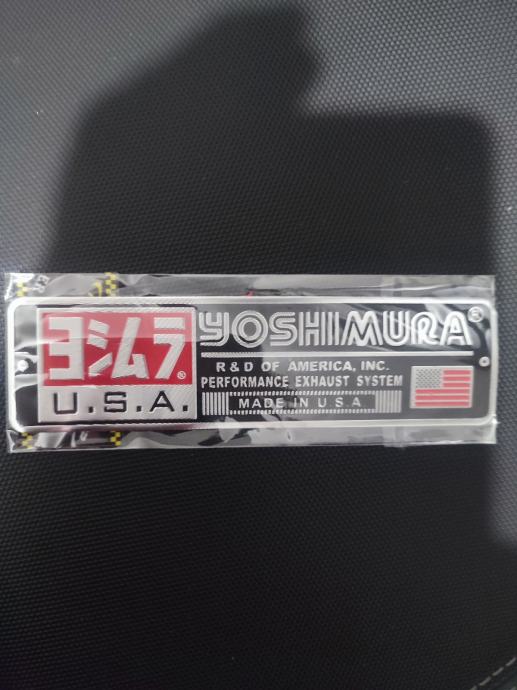 ヨシムラ®
U.S.A.
YOSHIMURA®
R & D OF AMERICA, INC.
PERFORMANCE EXHAUST SYSTEM
MADE IN U.S.A